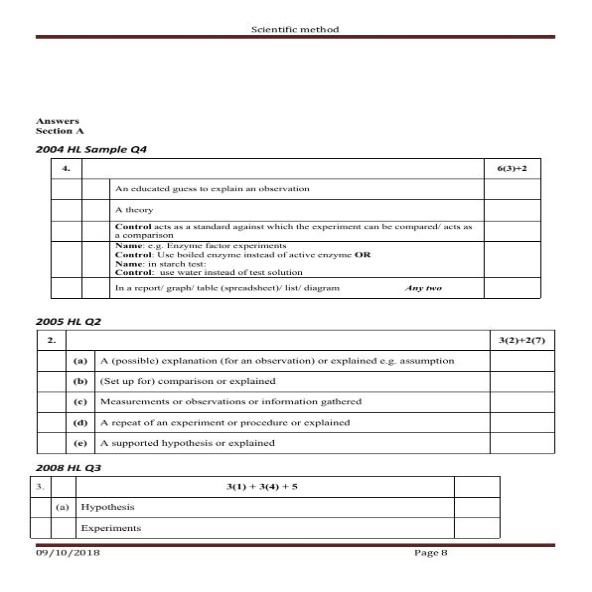 Scientific method
Answers
Section A
2004 HL Sample Q4
4. 6(3)+2
An educated guess to explain an observation
A theory
Control acts as a standard against which the experiment can be compared/ acts as
a comparison
Name: e.g. Enzyme factor experiments
Control: Use boiled enzyme instead of active enzyme OR
Name: in starch test:
Control: use water instead of test solution
In a report/ graph/ table (spreadsheet)/ list/ diagram Any two
2005 HL Q2
2. 3(2)+2(7)
(a) A (possible) explanation (for an observation) or explained e.g. assumption
(b) (Set up for) comparison or explained
(c) Measurements or observations or information gathered
(d) A repeat of an experiment or procedure or explained
(e) A supported hypothesis or explained
2008 HL Q3
3. 3(1) + 3(4) + 5
(a) Hypothesis
Experiments
09/10/2018 Page 8